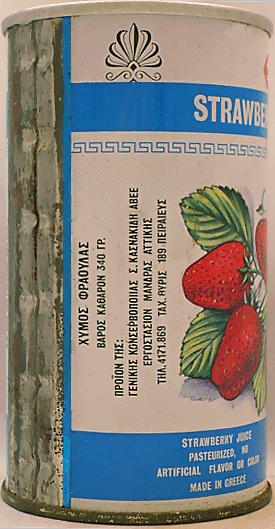 STRAWBE
ΧΥΜΟΣ ΦΡΑΟΥΛΑΣ
ΒΑΡΟΣ ΚΑΘΑΡΟΝ 340 ΓΡ.
ΠΡΟΪΟΝ ΤΗΣ:
ΓΕΝΙΚΗΣ ΚΟΝΣΕΡΒΟΠΟΙΪΑΣ Σ. ΚΑΣΝΑΚΙΔΗ ΑΒΕΕ
ΕΡΓΟΣΤΑΣΙΟΝ ΜΑΝΔΡΑΣ ΑΤΤΙΚΗΣ
ΤΗΛ. 4171.869 ΤΑΧ. ΘΥΡΙΣ 189 ΠΕΙΡΑΙΕΥΣ
STRAWBERRY JUICE
PASTEURIZED, NO
ARTIFICIAL FLAVOR OR COLOR
MADE IN GREECE